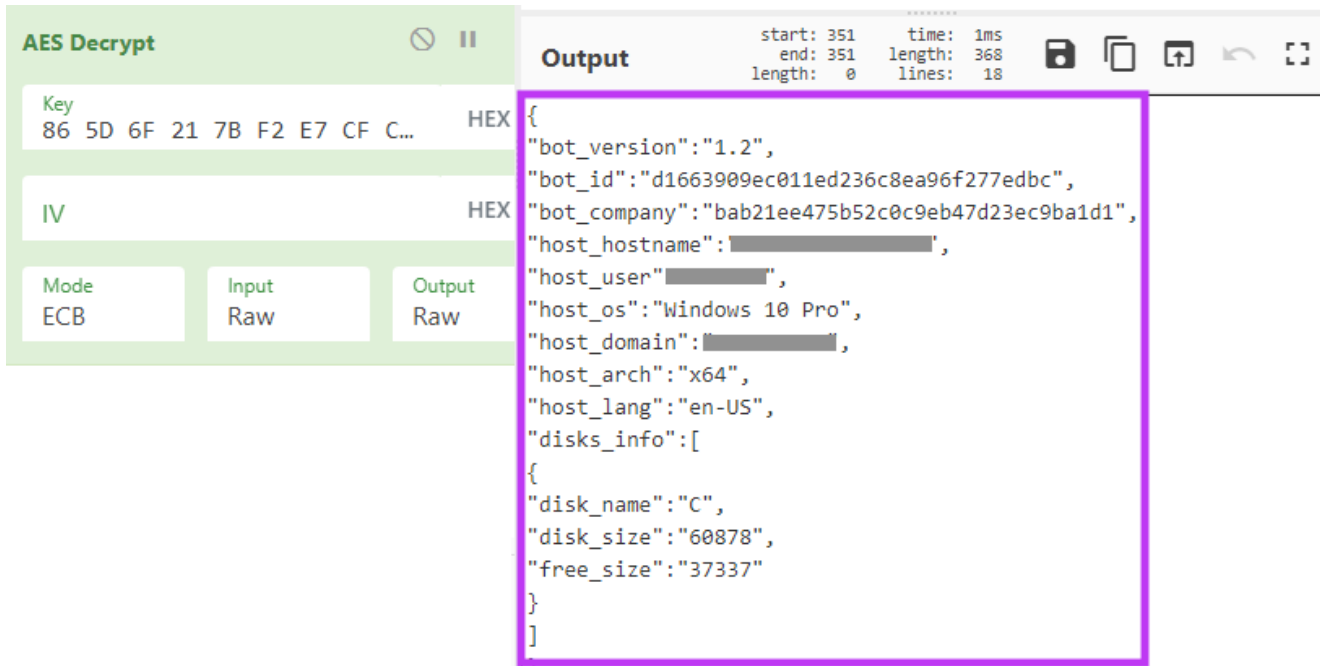 AES Decrypt
Key
86 5D 6F 21 7B F2 E7 CF C…
HEX
IV
HEX
Mode
ECB
Input
Raw
Output
Raw
Output
start: 351
end: 351
length: 0
time: 1ms
length: 368
lines: 18
{
"bot_version":"1.2",
"bot_id":"d1663909ec011ed236c8ea96f277edbc",
"bot_company":"bab21ee475b52c0c9eb47d23ec9ba1d1",
"host_hostname":" ",
"host_user" ",
"host_os":"Windows 10 Pro",
"host_domain":" ",
"host_arch":"x64",
"host_lang":"en-US",
"disks_info":[
{
"disk_name":"C",
"disk_size":"60878",
"free_size":"37337"
}
]